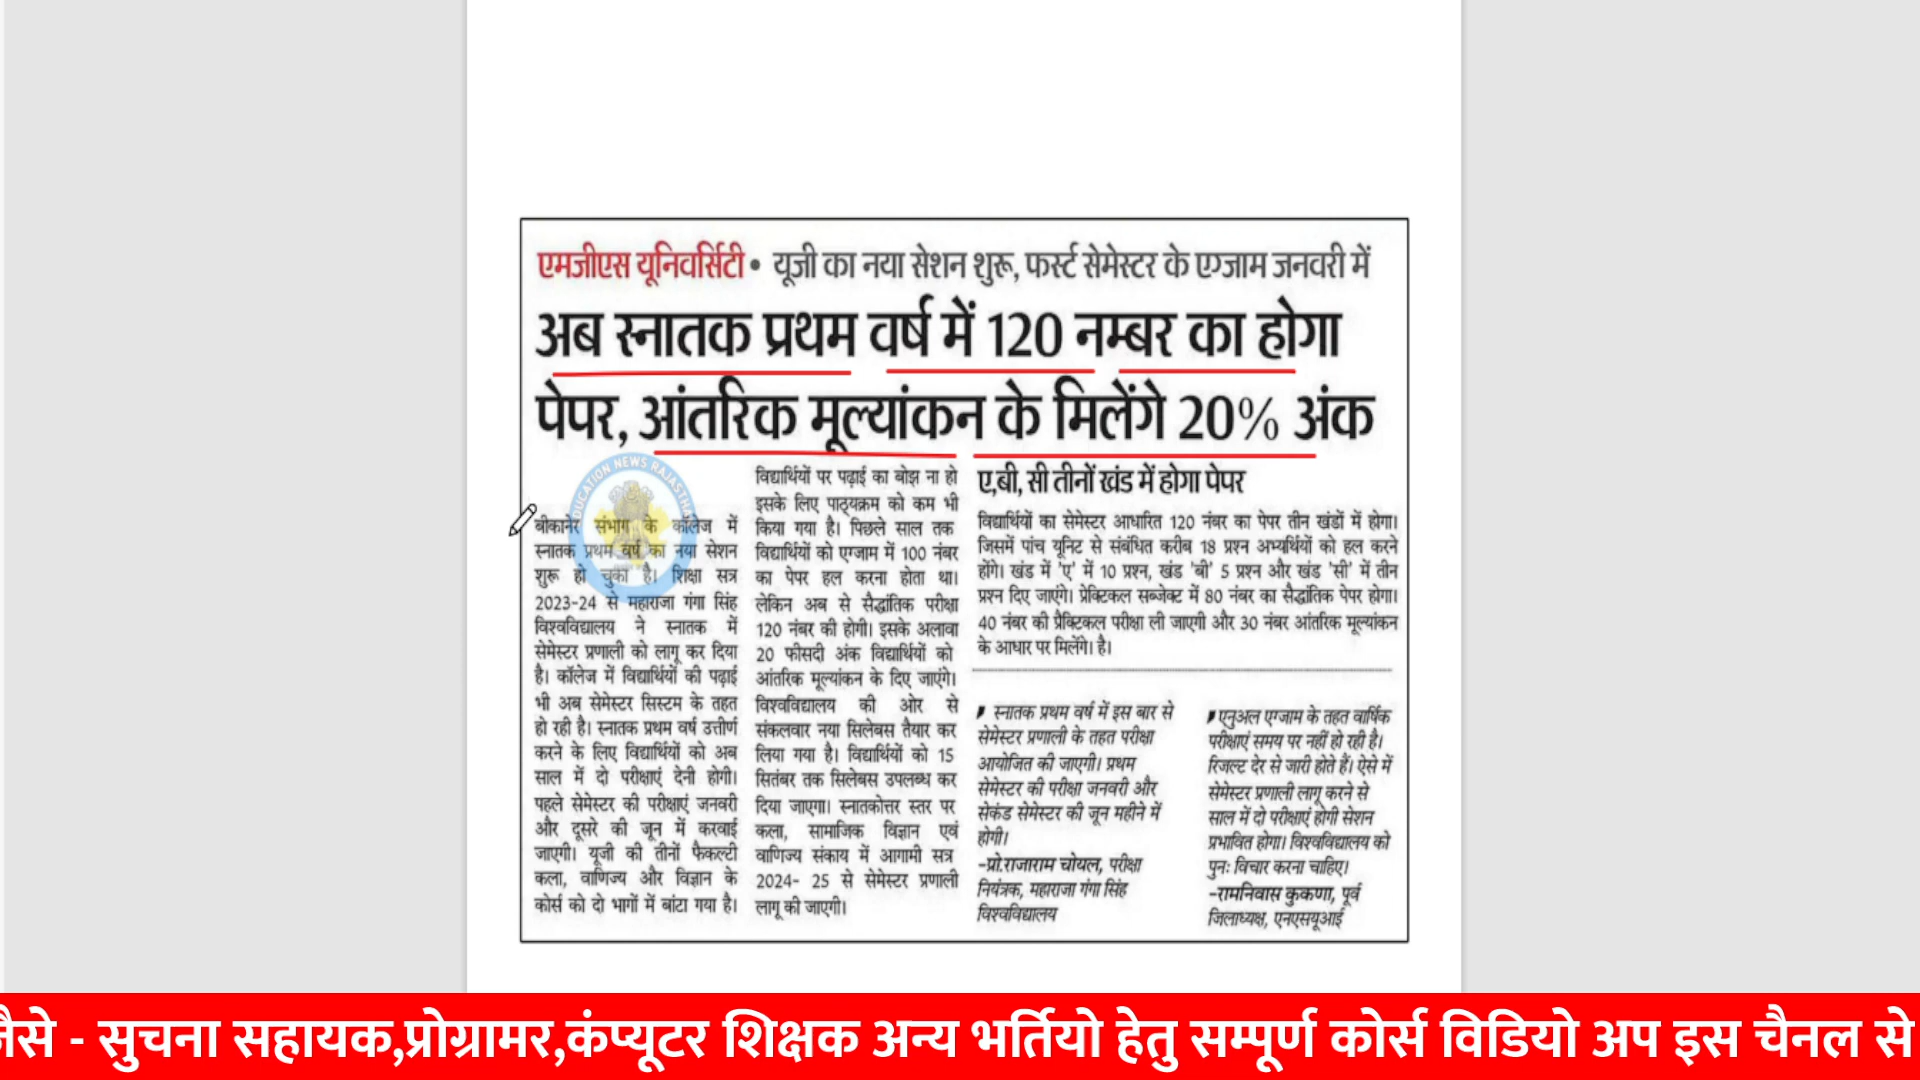 एमजीएस यूनिवर्सिटी • यूजी का नया सेशन शुरू, फर्स्ट सेमेस्टर के एग्जाम जनवरी में
अब स्नातक प्रथम वर्ष में 120 नम्बर का होगा
पेपर, आंतरिक मूल्यांकन के मिलेंगे 20% अंक
EDUCATION NEWS RAJASTHAN
बीकानेर संभाग के कॉलेज में
स्नातक प्रथम वर्ष का नया सेशन
शुरू हो चुका है। शिक्षा सत्र
2023-24 से महाराजा गंगा सिंह
विश्वविद्यालय ने स्नातक में
सेमेस्टर प्रणाली को लागू कर दिया
है। कॉलेज में विद्यार्थियों की पढ़ाई
भी अब सेमेस्टर सिस्टम के तहत
हो रही है। स्नातक प्रथम वर्ष उत्तीर्ण
करने के लिए विद्यार्थियों को अब
साल में दो परीक्षाएं देनी होगी।
पहले सेमेस्टर की परीक्षाएं जनवरी
और दूसरे की जून में करवाई
जाएगी। यूजी की तीनों फैकल्टी
कला, वाणिज्य और विज्ञान के
कोर्स को दो भागों में बांटा गया है।
विद्यार्थियों पर पढ़ाई का बोझ ना हो
इसके लिए पाठ्यक्रम को कम भी
किया गया है। पिछले साल तक
विद्यार्थियों को एग्जाम में 100 नंबर
का पेपर हल करना होता था।
लेकिन अब से सैद्धांतिक परीक्षा
120 नंबर की होगी। इसके अलावा
20 फीसदी अंक विद्यार्थियों को
आंतरिक मूल्यांकन के दिए जाएंगे।
विश्वविद्यालय की ओर से
संकलवार नया सिलेबस तैयार कर
लिया गया है। विद्यार्थियों को 15
सितंबर तक सिलेबस उपलब्ध कर
दिया जाएगा। स्नातकोत्तर स्तर पर
कला, सामाजिक विज्ञान एवं
वाणिज्य संकाय में आगामी सत्र
2024- 25 से सेमेस्टर प्रणाली
लागू की जाएगी।
ए,बी, सी तीनों खंड में होगा पेपर
विद्यार्थियों का सेमेस्टर आधारित 120 नंबर का पेपर तीन खंडों में होगा।
जिसमें पांच यूनिट से संबंधित करीब 18 प्रश्न अभ्यर्थियों को हल करने
होंगे। खंड में 'ए' में 10 प्रश्न, खंड 'बी' 5 प्रश्न और खंड 'सी' में तीन
प्रश्न दिए जाएंगे। प्रेक्टिकल सब्जेक्ट में 80 नंबर का सैद्धांतिक पेपर होगा।
40 नंबर की प्रैक्टिकल परीक्षा ली जाएगी और 30 नंबर आंतरिक मूल्यांकन
के आधार पर मिलेंगे। है।
स्नातक प्रथम वर्ष में इस बार से
सेमेस्टर प्रणाली के तहत परीक्षा
आयोजित की जाएगी। प्रथम
सेमेस्टर की परीक्षा जनवरी और
सेकंड सेमेस्टर की जून महीने में
होगी।
-प्रो.राजाराम चोयल, परीक्षा
नियंत्रक, महाराजा गंगा सिंह
विश्वविद्यालय
एनुअल एग्जाम के तहत वार्षिक
परीक्षाएं समय पर नहीं हो रही है।
रिजल्ट देर से जारी होते हैं। ऐसे में
सेमेस्टर प्रणाली लागू करने से
साल में दो परीक्षाएं होगी सेशन
प्रभावित होगा। विश्वविद्यालय को
पुनः विचार करना चाहिए।
-रामनिवास कुकणा, पूर्व
जिलाध्यक्ष, एनएसयूआई
जैसे - सुचना सहायक,प्रोग्रामर,कंप्यूटर शिक्षक अन्य भर्तियो हेतु सम्पूर्ण कोर्स विडियो अप इस चैनल से